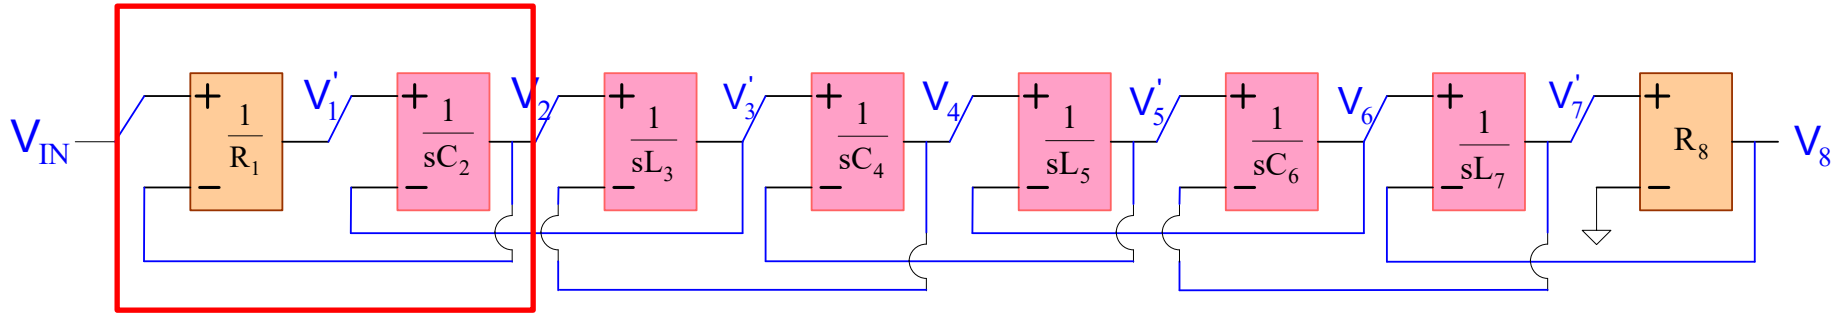 V_IN
+
1/R_1
−
V'_1
+
1/sC_2
−
V_2
+
1/sL_3
−
V'_3
+
1/sC_4
−
V_4
+
1/sL_5
−
V'_5
+
1/sC_6
−
V_6
+
1/sL_7
−
V'_7
+
R_8
−
V_8